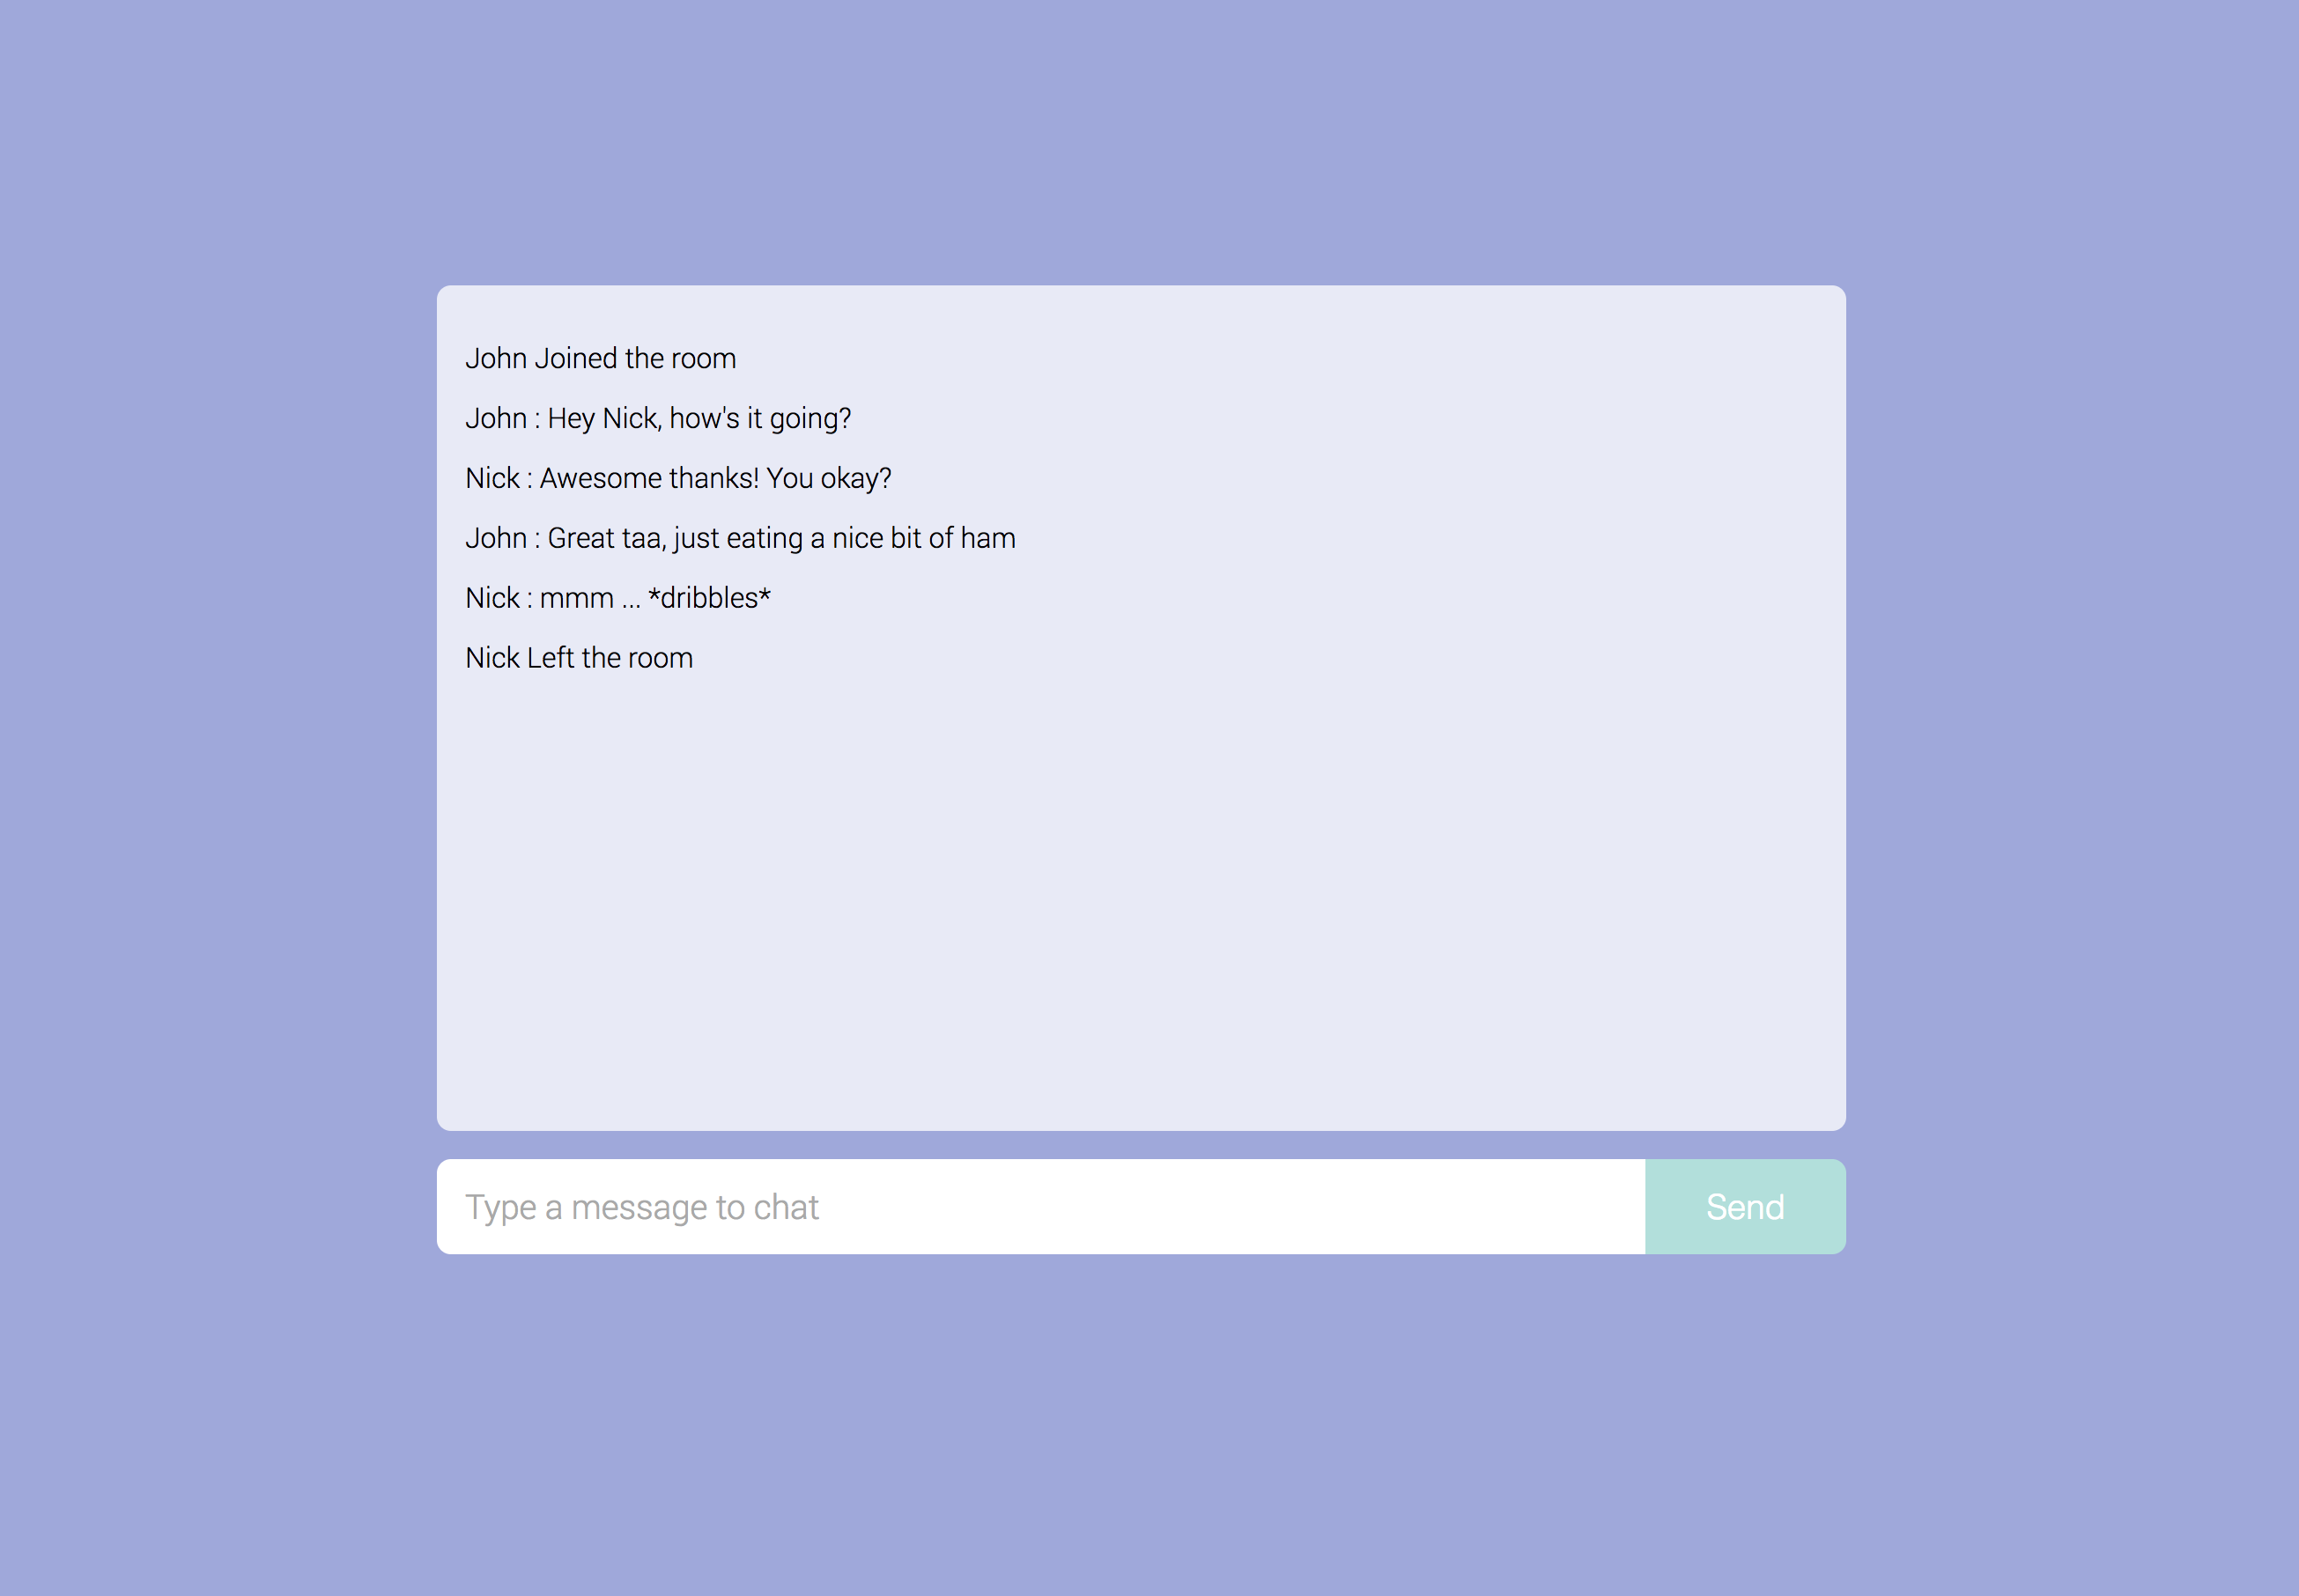 John Joined the room
John : Hey Nick, how's it going?
Nick : Awesome thanks! You okay?
John : Great taa, just eating a nice bit of ham
Nick : mmm ... *dribbles*
Nick Left the room
Type a message to chat
Send